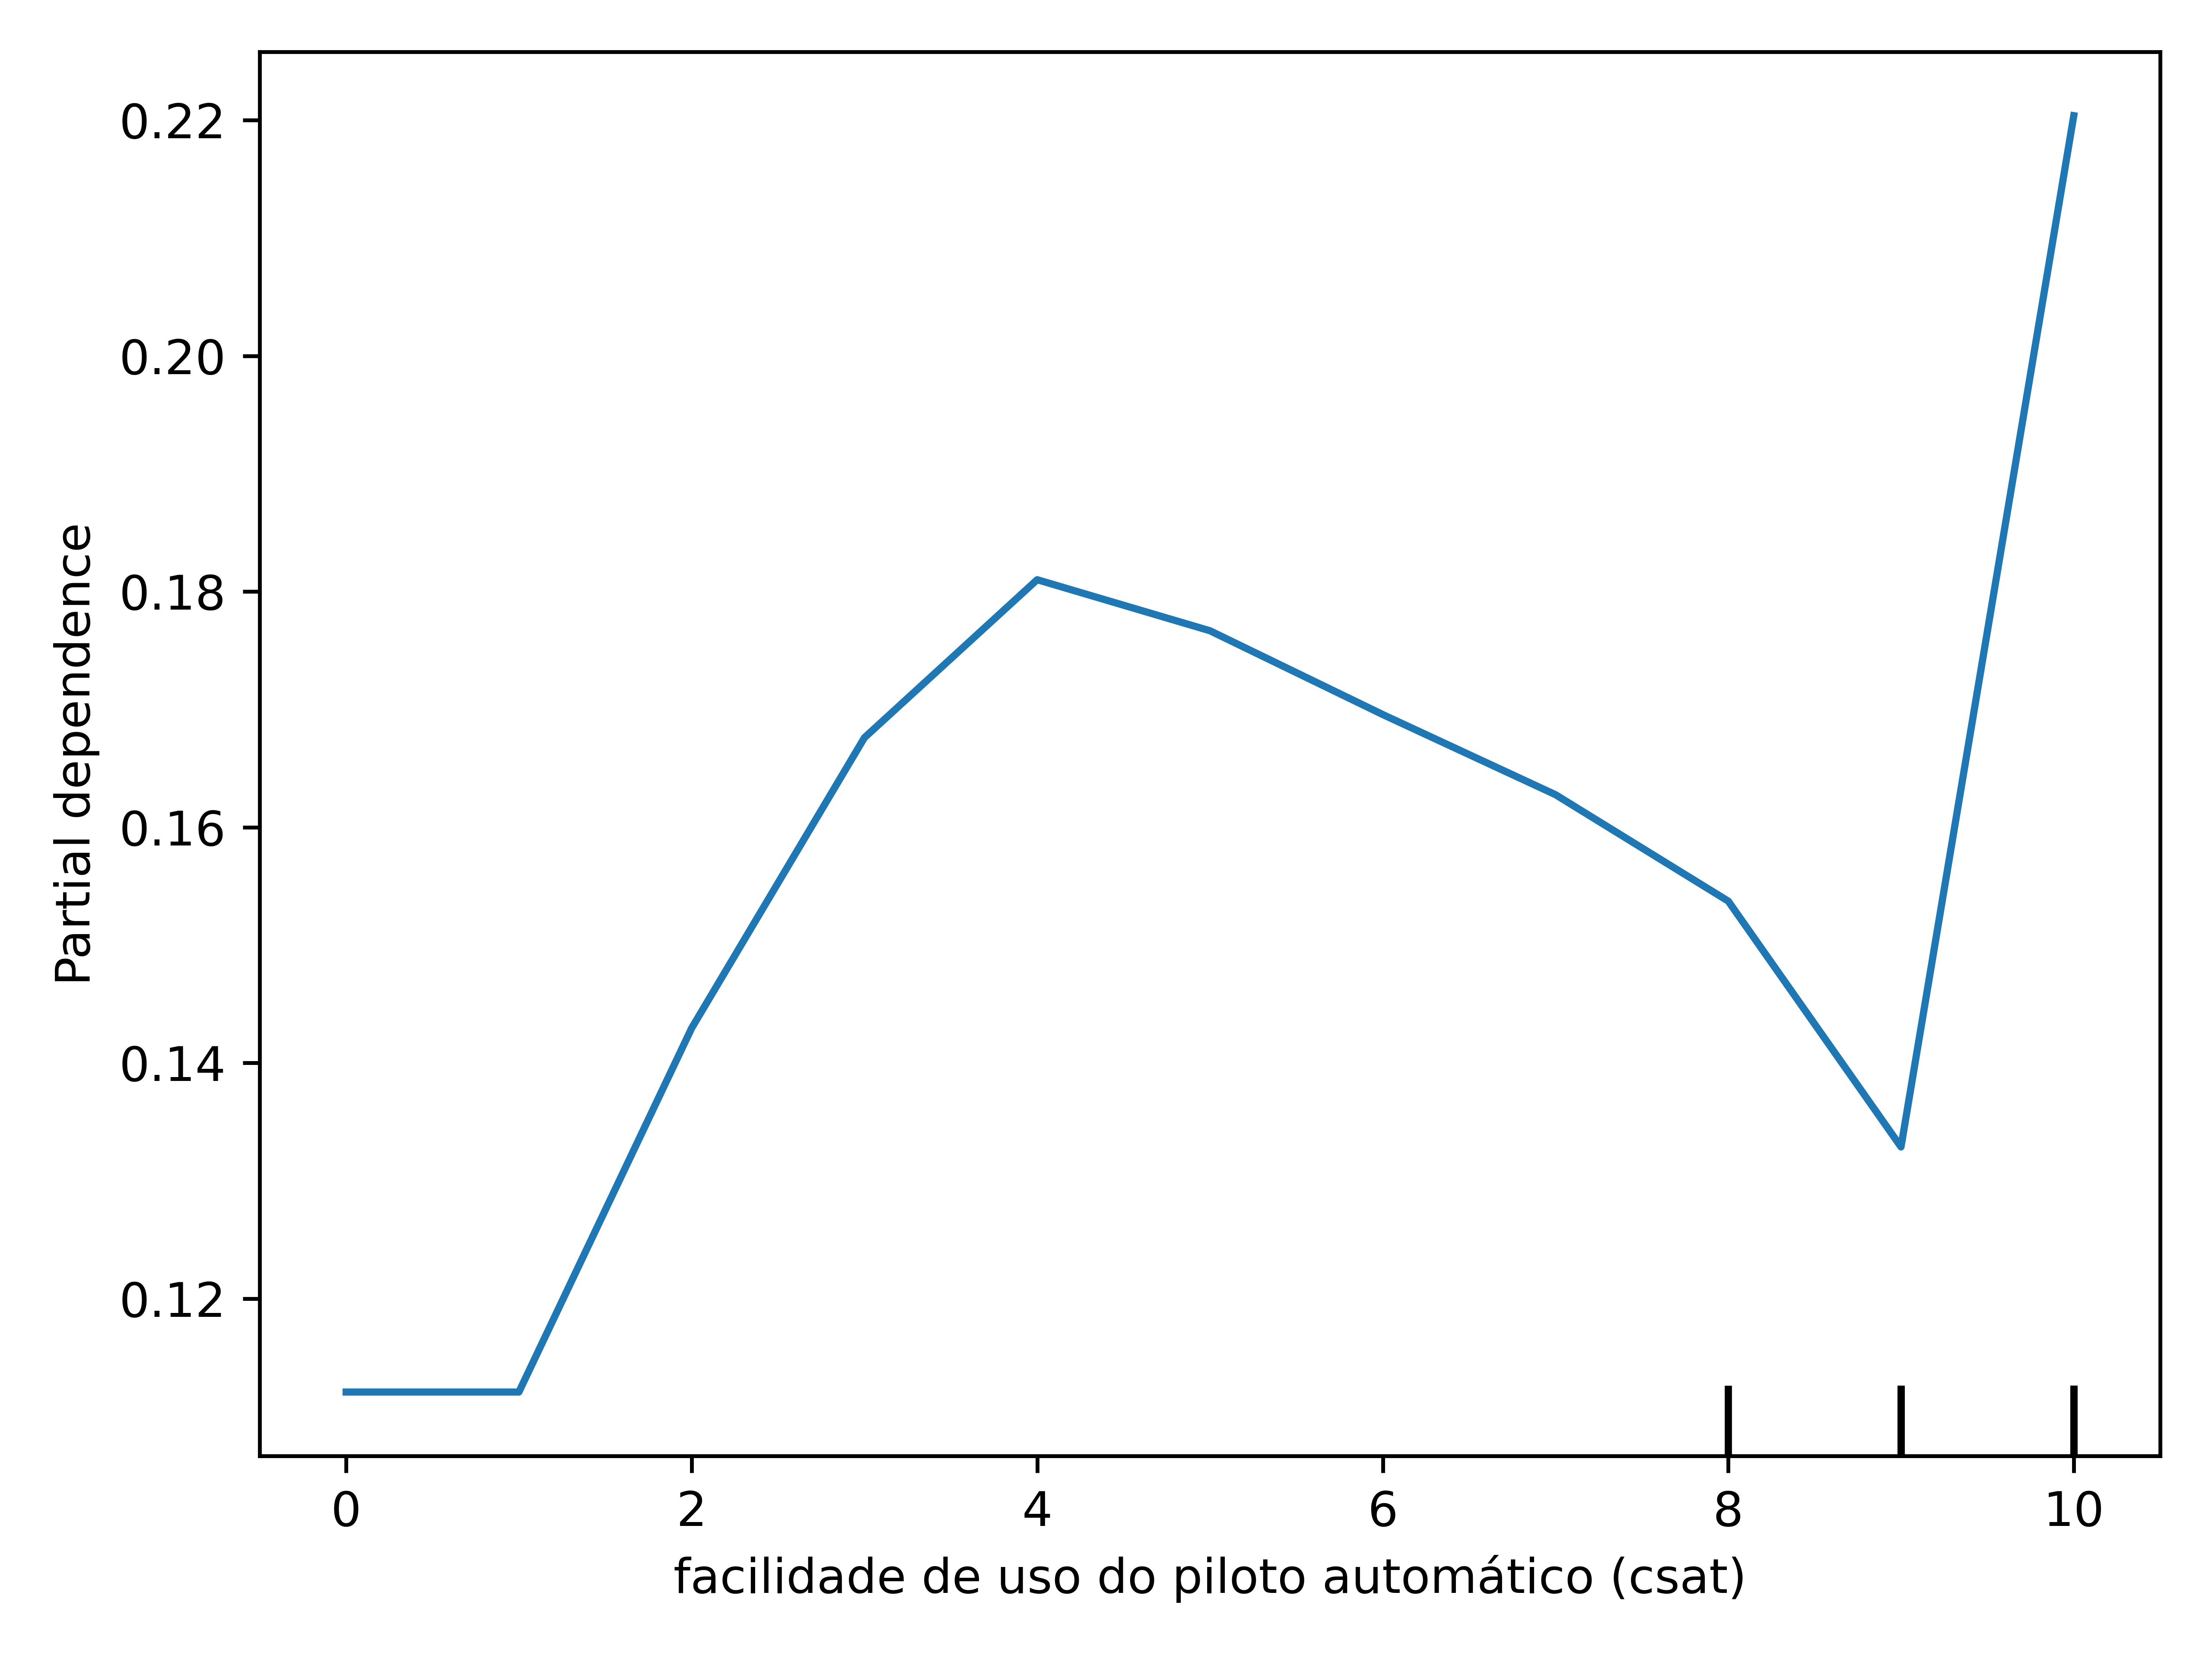 0.22
0.20
0.18
0.16
0.14
0.12
Partial dependence
0 2 4 6 8 10
facilidade de uso do piloto automático (csat)